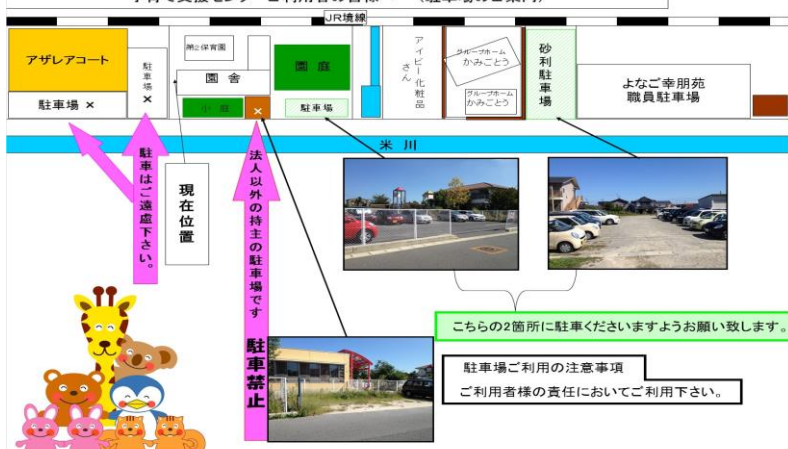 JR境線
アザレアコート
駐車場 ×
駐車場 ×
第2保育園
園舎
小庭
×
園庭
駐車場
アイビー化粧品さん
グループホーム
かみごとう
グループホーム
かみごとう
砂利駐車場
よなご幸朋苑
職員駐車場
米川
駐車はご遠慮下さい。
現在位置
法人以外の持主の駐車場です
駐車禁止
こちらの2箇所に駐車くださいますようお願い致します。
駐車場ご利用の注意事項
ご利用者様の責任においてご利用下さい。